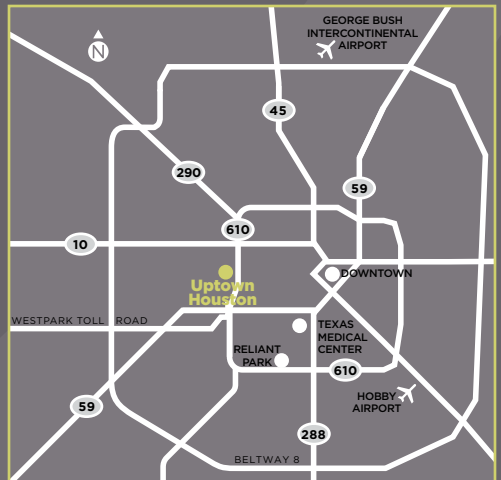 GEORGE BUSH
INTERCONTINENTAL
AIRPORT
N
45
290
59
610
10
DOWNTOWN
Uptown
Houston
WESTPARK TOLL ROAD
TEXAS
MEDICAL
CENTER
RELIANT
PARK
610
HOBBY
AIRPORT
59
288
BELTWAY 8